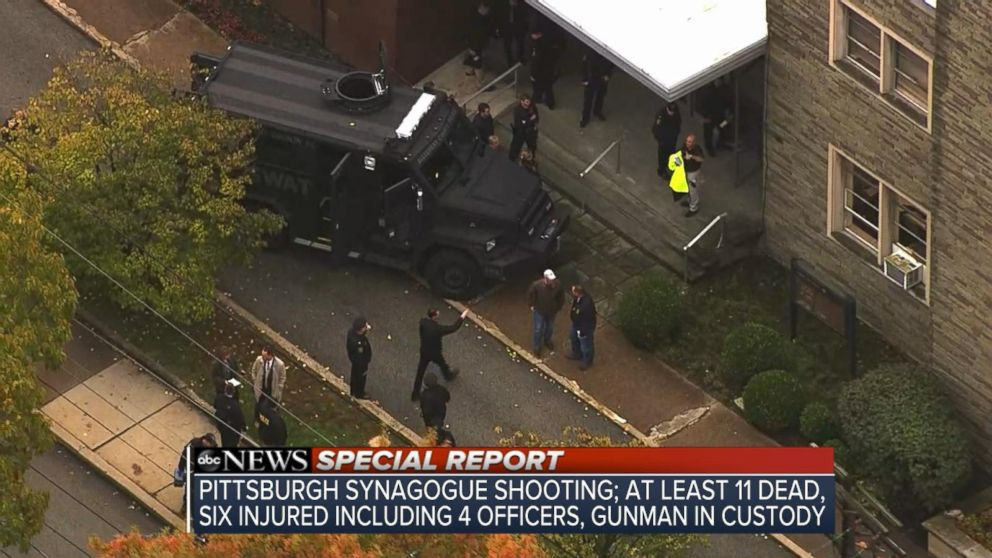 SWAT
abc NEWS SPECIAL REPORT
PITTSBURGH SYNAGOGUE SHOOTING; AT LEAST 11 DEAD,
SIX INJURED INCLUDING 4 OFFICERS, GUNMAN IN CUSTODY